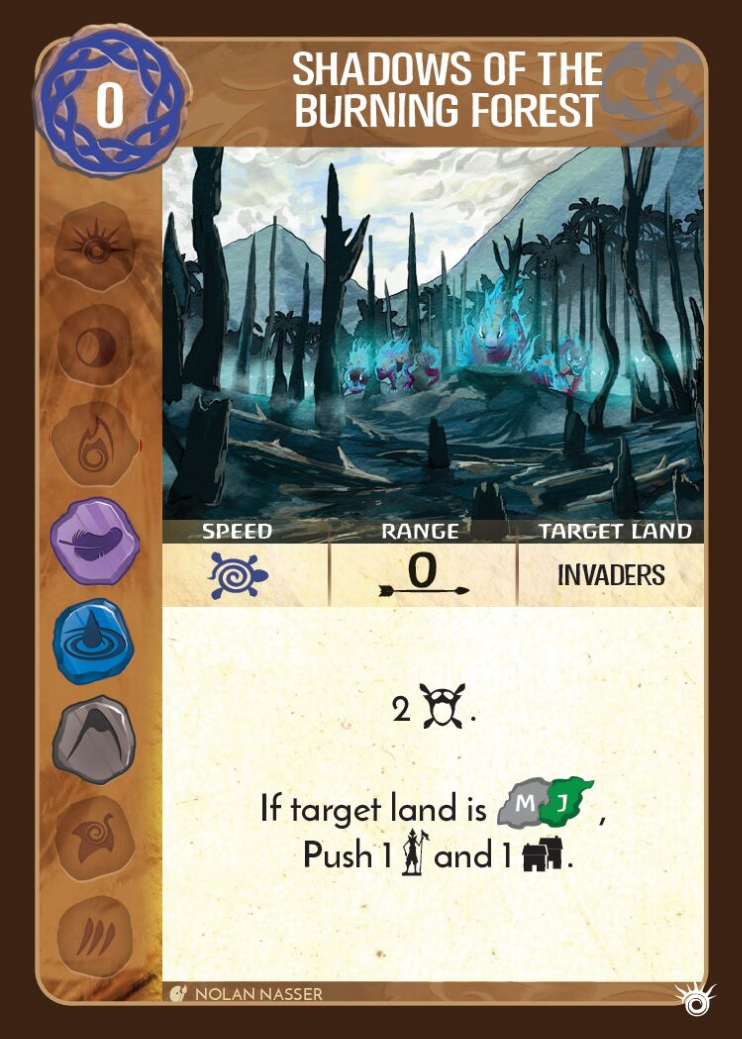 0
SHADOWS OF THE
BURNING FOREST
SPEED RANGE TARGET LAND
0 INVADERS
2 .
If target land is M J ,
Push 1 and 1 .
NOLAN NASSER